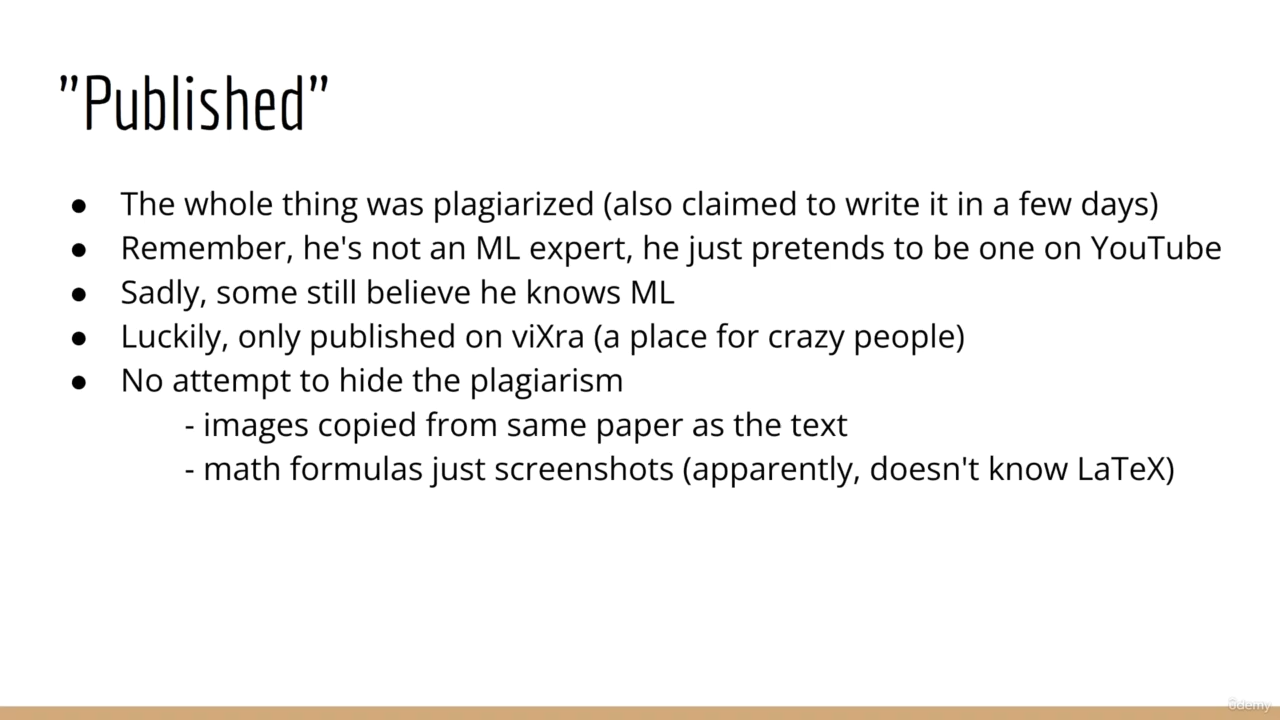 ”Published”
● The whole thing was plagiarized (also claimed to write it in a few days)
● Remember, he's not an ML expert, he just pretends to be one on YouTube
● Sadly, some still believe he knows ML
● Luckily, only published on viXra (a place for crazy people)
● No attempt to hide the plagiarism
- images copied from same paper as the text
- math formulas just screenshots (apparently, doesn't know LaTeX)
ûdemy